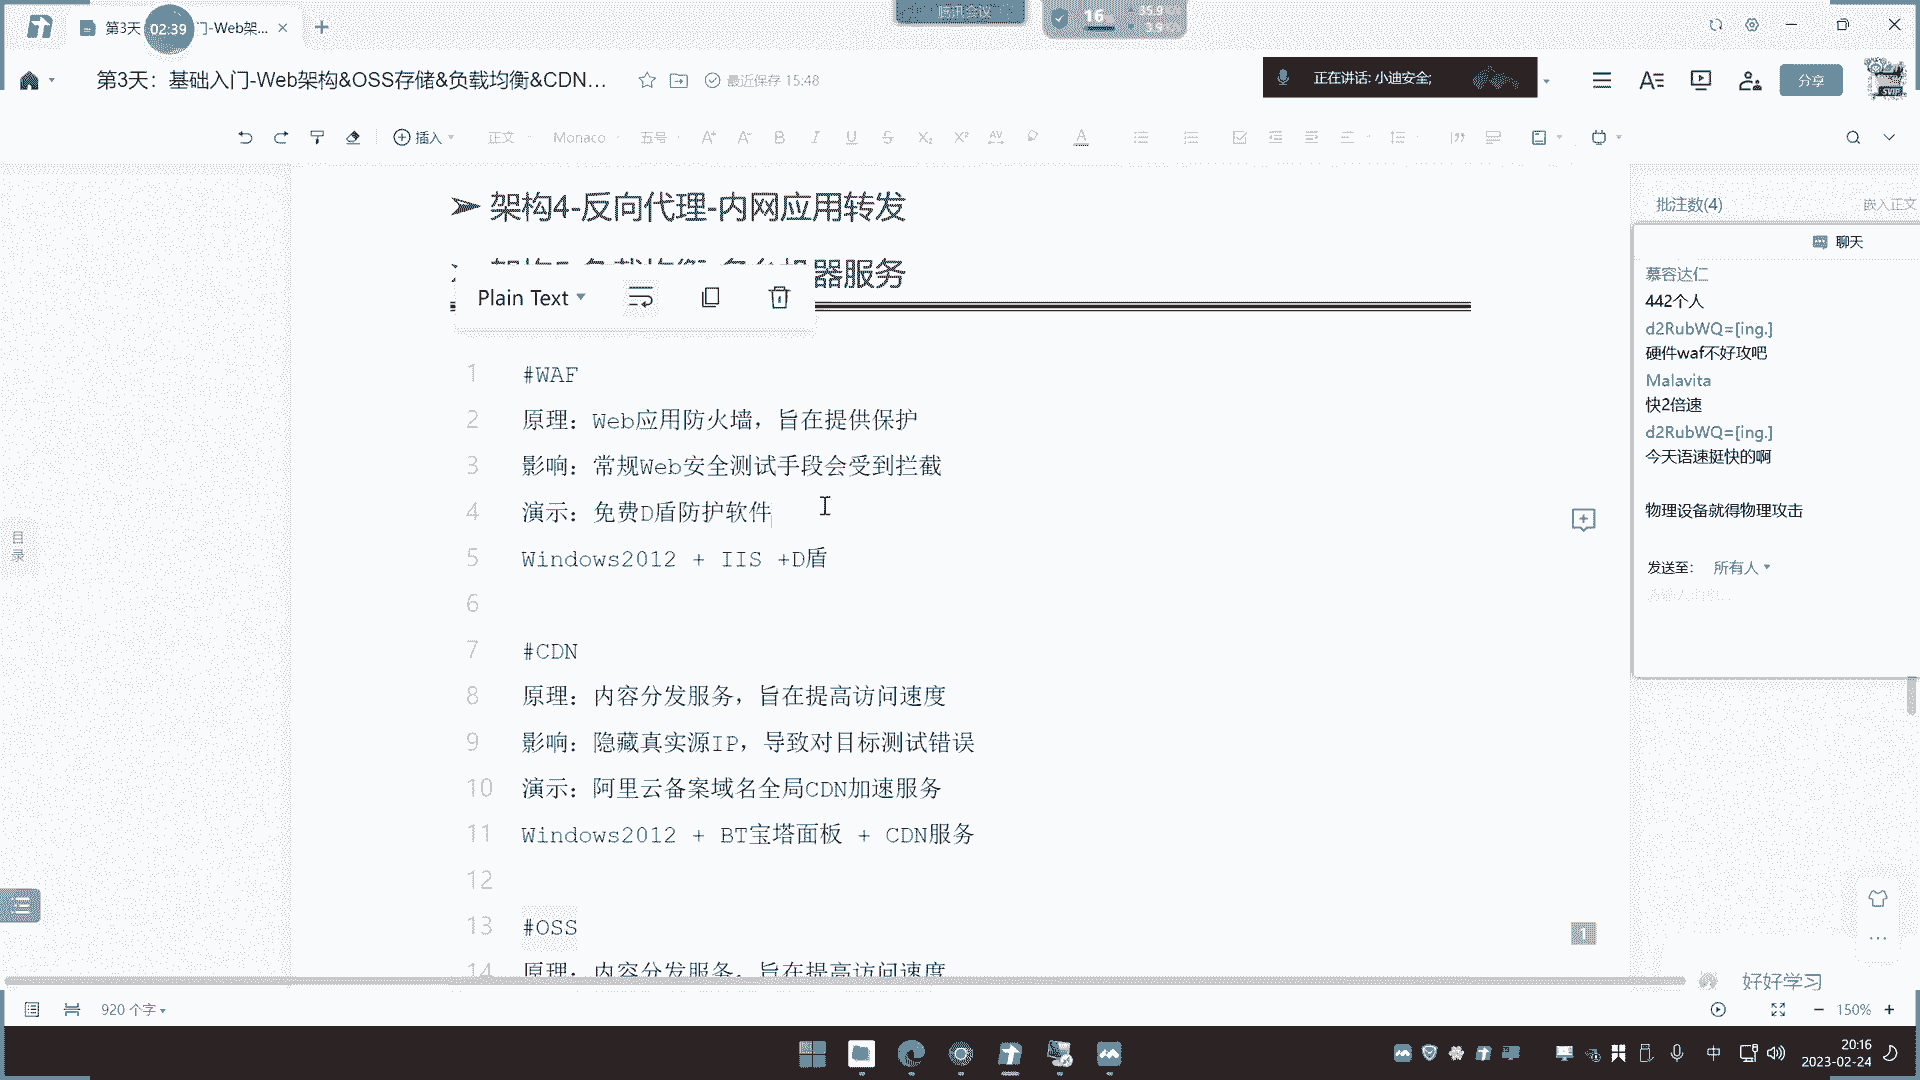 第3天
02:39
门-Web架...
腾讯会议
16
第3天：基础入门-Web架构&OSS存储&负载均衡&CDN...
最近保存 15:48
正在讲话: 小迪安全;
分享
SVIP
插入
正文
Monaco
五号
➢ 架构4-反向代理-内网应用转发
器服务
Plain Text
1 #WAF
2 原理：Web应用防火墙，旨在提供保护
3 影响：常规Web安全测试手段会受到拦截
4 演示：免费D盾防护软件
5 Windows2012 + IIS +D盾
6
7 #CDN
8 原理：内容分发服务，旨在提高访问速度
9 影响：隐藏真实源IP，导致对目标测试错误
10 演示：阿里云备案域名全局CDN加速服务
11 Windows2012 + BT宝塔面板 + CDN服务
12
13 #OSS
14 原理：内容分发服务，旨在提高访问速度
目录
1
批注数(4)
嵌入正文
聊天
慕容达仁
442个人
d2RubWQ=[ing.]
硬件waf不好攻吧
Malavita
快2倍速
d2RubWQ=[ing.]
今天语速挺快的啊
物理设备就得物理攻击
发送至：
所有人
好好学习
920 个字
150%
中
20:16
2023-02-24